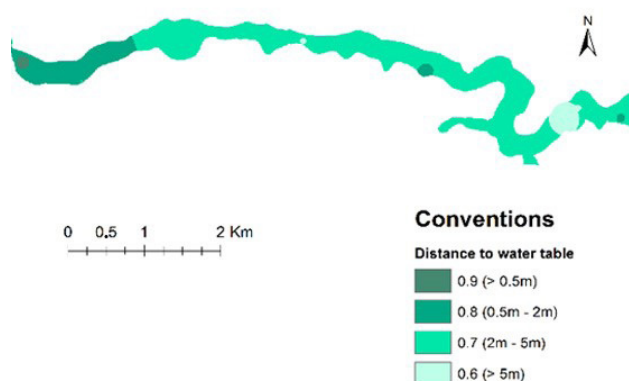 N
0 0.5 1 2 Km
Conventions
Distance to water table
0.9 (> 0.5m)
0.8 (0.5m - 2m)
0.7 (2m - 5m)
0.6 (> 5m)